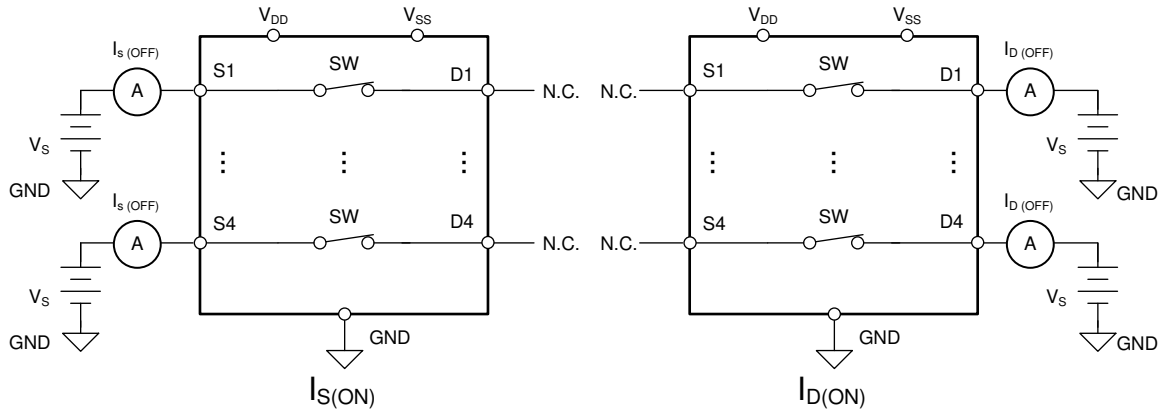 V_DD V_SS V_DD V_SS
I_s (OFF) S1 SW D1 N.C. N.C. S1 SW D1 I_D (OFF)
A A
V_S V_S
GND ... ... ... ... ... ... GND
I_s (OFF) S4 SW D4 N.C. N.C. S4 SW D4 I_D (OFF)
A A
V_S V_S
GND GND GND GND
I_S(ON) I_D(ON)